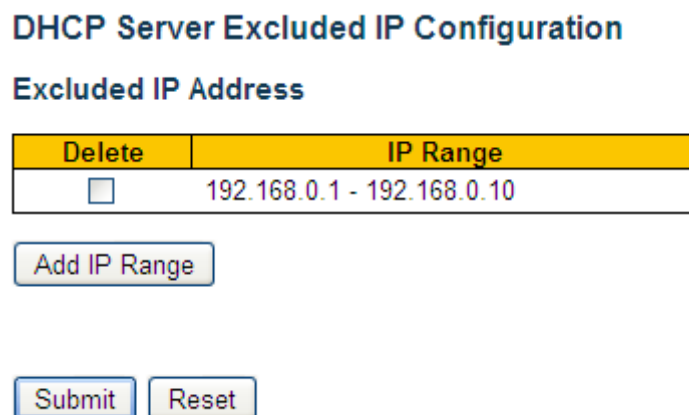 DHCP Server Excluded IP Configuration
Excluded IP Address
Delete IP Range
192.168.0.1 - 192.168.0.10
Add IP Range
Submit Reset